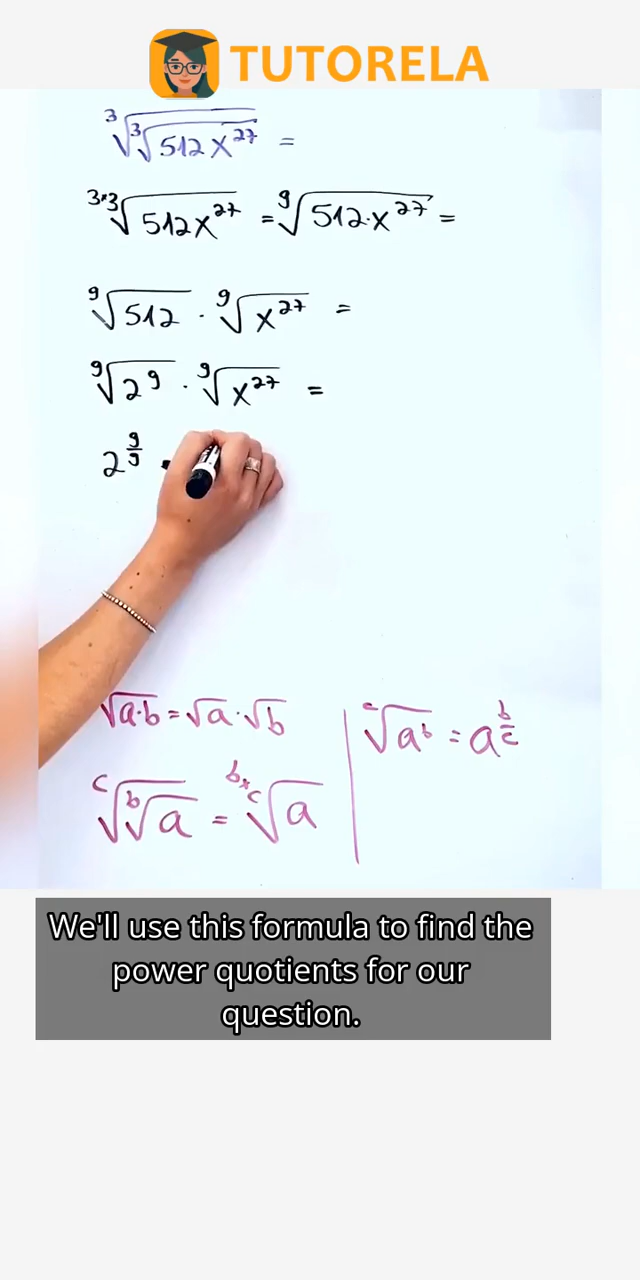 TUTORELA
∛∛512x²⁷ =
³*³√512x²⁷ = ⁹√512·x²⁷ =
⁹√512 · ⁹√x²⁷ =
⁹√2⁹ · ⁹√x²⁷ =
2^(9/9) ·
√a·b = √a · √b
ᶜ√ᵇ√a = ᵇ*ᶜ√a
ᶜ√aᵇ = a^(b/c)
We'll use this formula to find the
power quotients for our
question.